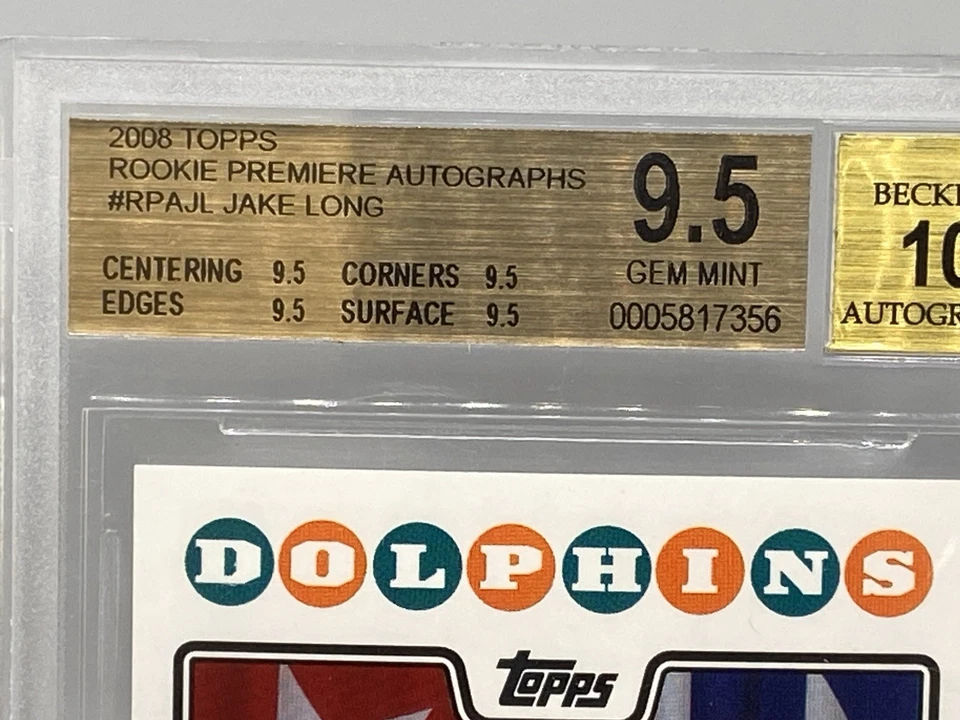 2008 TOPPS
ROOKIE PREMIERE AUTOGRAPHS
#RPAJL JAKE LONG
CENTERING 9.5 CORNERS 9.5
EDGES 9.5 SURFACE 9.5
9.5
GEM MINT
0005817356
10
DOLPHINS
Topps